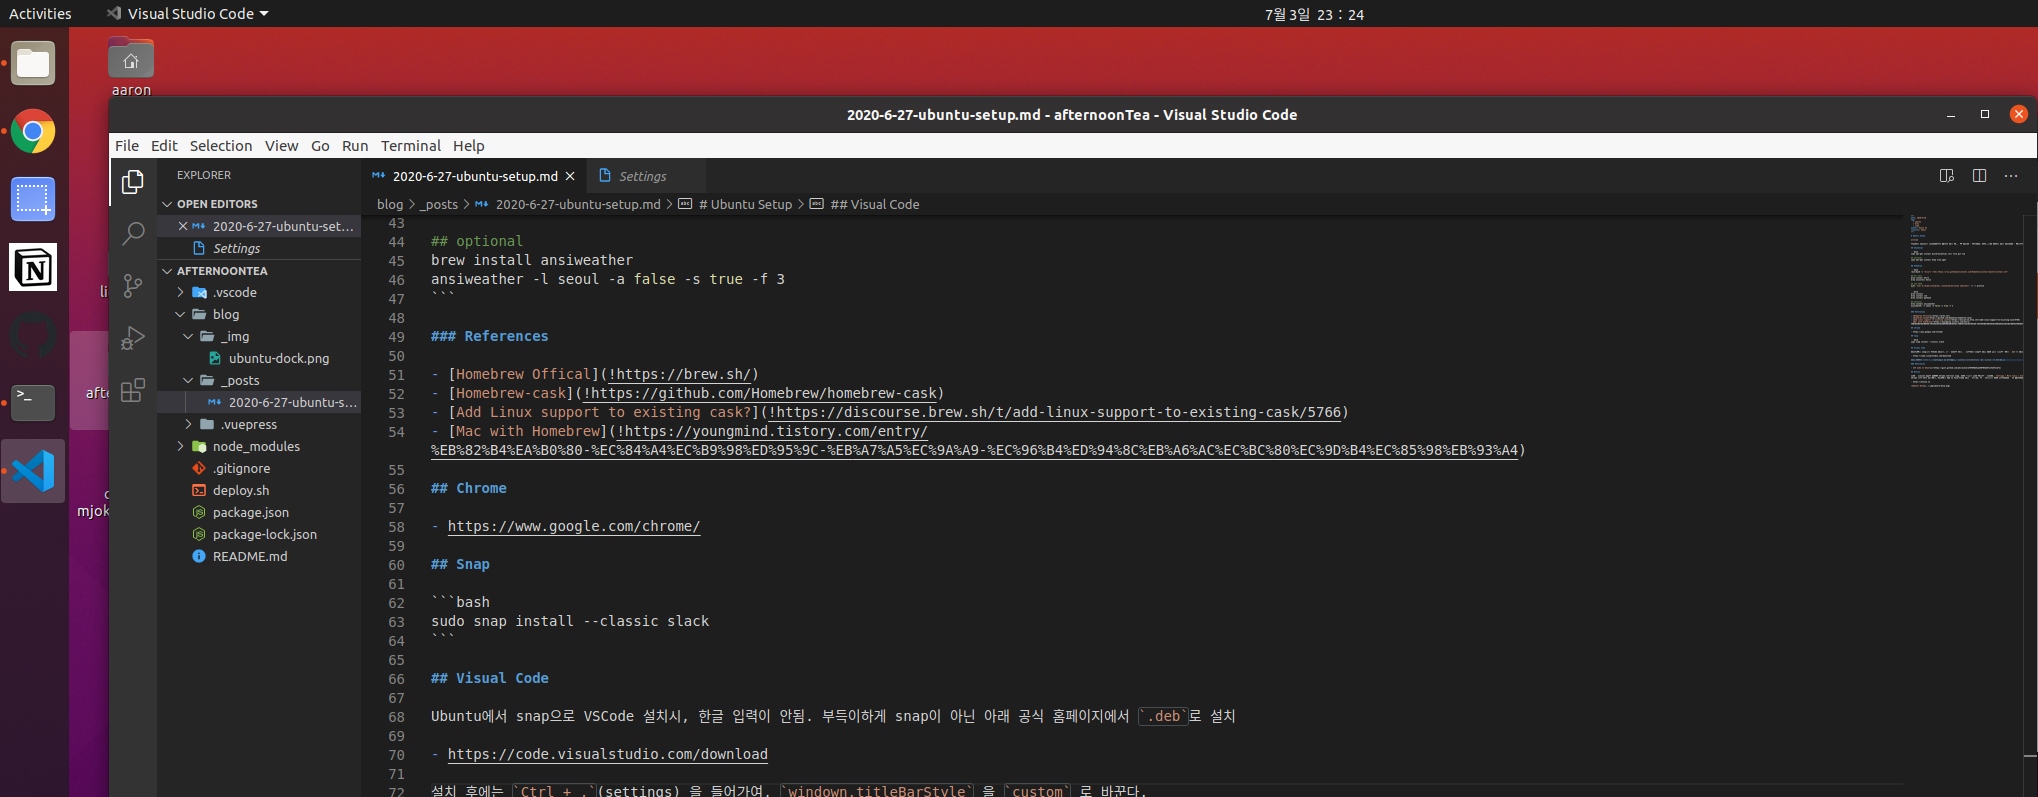 Activities
Visual Studio Code
7월 3일 23 : 24
aaron
2020-6-27-ubuntu-setup.md - afternoonTea - Visual Studio Code
File Edit Selection View Go Run Terminal Help
EXPLORER
OPEN EDITORS
2020-6-27-ubuntu-set...
Settings
AFTERNOONTEA
.vscode
blog
_img
ubuntu-dock.png
_posts
2020-6-27-ubuntu-s...
.vuepress
node_modules
.gitignore
deploy.sh
package.json
package-lock.json
README.md
li
afte
mjok
2020-6-27-ubuntu-setup.md
Settings
blog > _posts > 2020-6-27-ubuntu-setup.md > # Ubuntu Setup > ## Visual Code
43
44 ## optional
45 brew install ansiweather
46 ansiweather -l seoul -a false -s true -f 3
47 ```
48
49 ### References
50
51 - [Homebrew Offical](!https://brew.sh/)
52 - [Homebrew-cask](!https://github.com/Homebrew/homebrew-cask)
53 - [Add Linux support to existing cask?](!https://discourse.brew.sh/t/add-linux-support-to-existing-cask/5766)
54 - [Mac with Homebrew](!https://youngmind.tistory.com/entry/
%EB%82%B4%EA%B0%80-%EC%84%A4%EC%B9%98%ED%95%9C-%EB%A7%A5%EC%9A%A9-%EC%96%B4%ED%94%8C%EB%A6%AC%EC%BC%80%EC%9D%B4%EC%85%98%EB%93%A4)
55
56 ## Chrome
57
58 - https://www.google.com/chrome/
59
60 ## Snap
61
62 ```bash
63 sudo snap install --classic slack
64 ```
65
66 ## Visual Code
67
68 Ubuntu에서 snap으로 VSCode 설치시, 한글 입력이 안됨. 부득이하게 snap이 아닌 아래 공식 홈페이지에서 `.deb`로 설치
69
70 - https://code.visualstudio.com/download
71
72 설치 후에는 `Ctrl + ,`(settings) 을 들어가여, `windown.titleBarStyle` 을 `custom` 로 바꾼다.